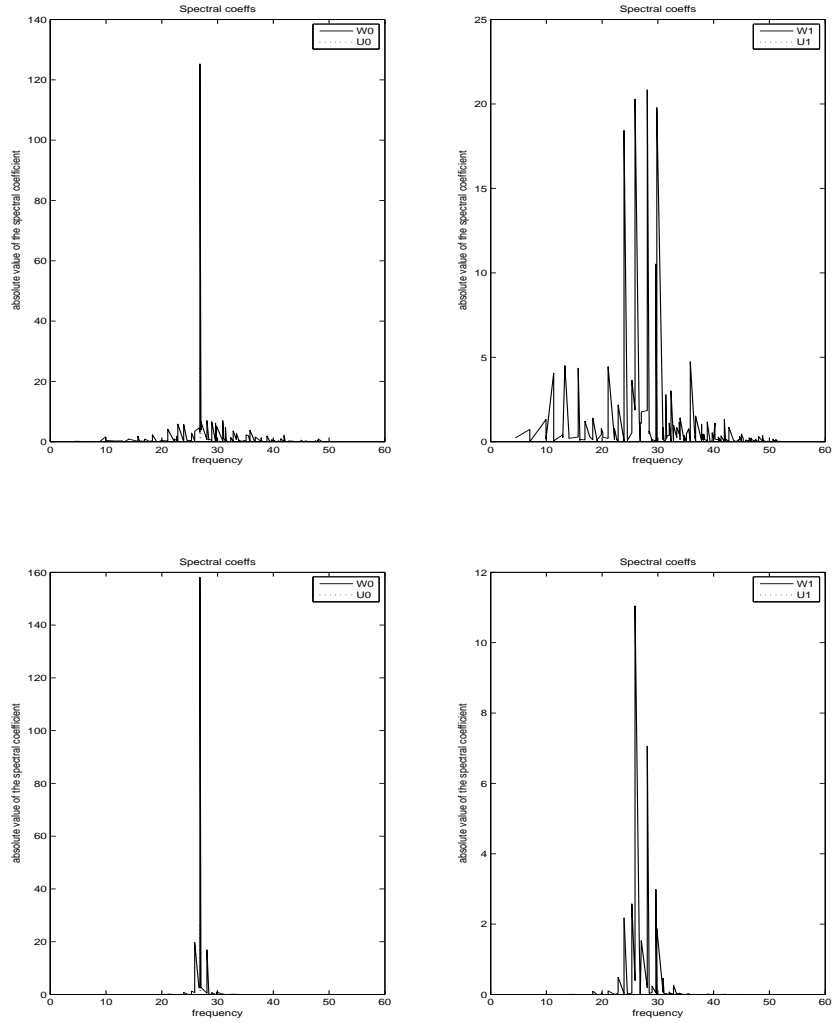 Spectral coeffs
140
120
100
80
60
40
20
0
0 10 20 30 40 50 60
absolute value of the spectral coefficient
frequency
W0
U0
Spectral coeffs
25
20
15
10
5
0
0 10 20 30 40 50 60
absolute value of the spectral coefficient
frequency
W1
U1
Spectral coeffs
160
140
120
100
80
60
40
20
0
0 10 20 30 40 50 60
absolute value of the spectral coefficient
frequency
W0
U0
Spectral coeffs
12
10
8
6
4
2
0
0 10 20 30 40 50 60
absolute value of the spectral coefficient
frequency
W1
U1